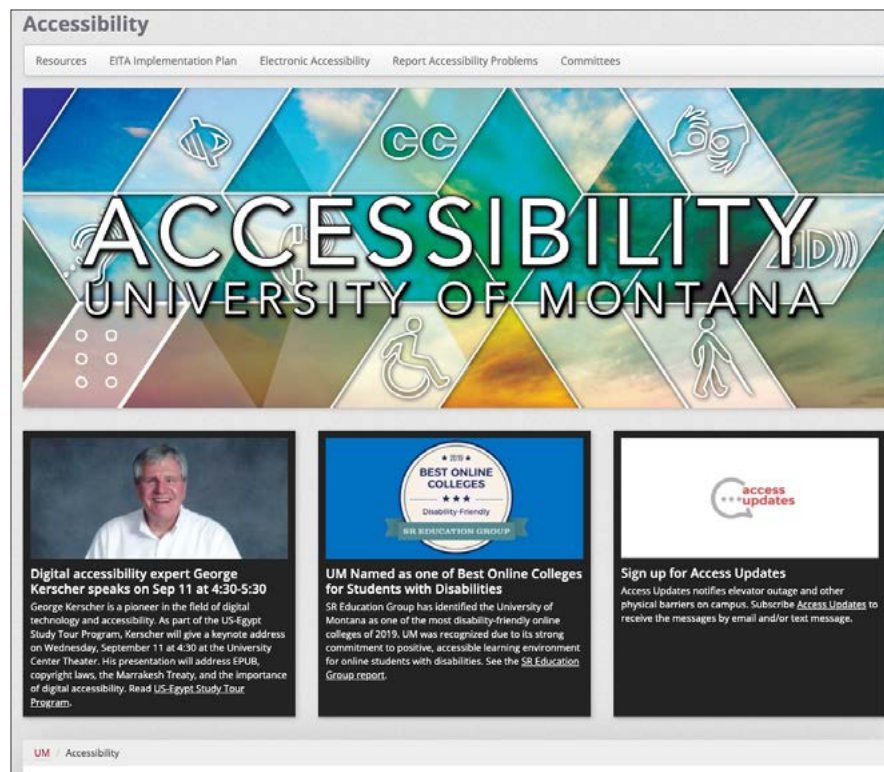 Accessibility
Resources EITA Implementation Plan Electronic Accessibility Report Accessibility Problems Committees
CC
ACCESSIBILITY
UNIVERSITY OF MONTANA
★ 2019 ★
BEST ONLINE
COLLEGES
★ ★ ★
Disability-Friendly
SR EDUCATION GROUP
Digital accessibility expert George
Kerscher speaks on Sep 11 at 4:30-5:30
George Kerscher is a pioneer in the field of digital
technology and accessibility. As part of the US-Egypt
Study Tour Program, Kerscher will give a keynote address
on Wednesday, September 11 at 4:30 at the University
Center Theater. His presentation will address EPUB,
copyright laws, the Marrakesh Treaty, and the importance
of digital accessibility. Read US-Egypt Study Tour
Program.
UM Named as one of Best Online Colleges
for Students with Disabilities
SR Education Group has identified the University of
Montana as one of the most disability-friendly online
colleges of 2019. UM was recognized due to its strong
commitment to positive, accessible learning environment
for online students with disabilities. See the SR Education
Group report.
access
updates
Sign up for Access Updates
Access Updates notifies elevator outage and other
physical barriers on campus. Subscribe Access Updates to
receive the messages by email and/or text message.
UM / Accessibility